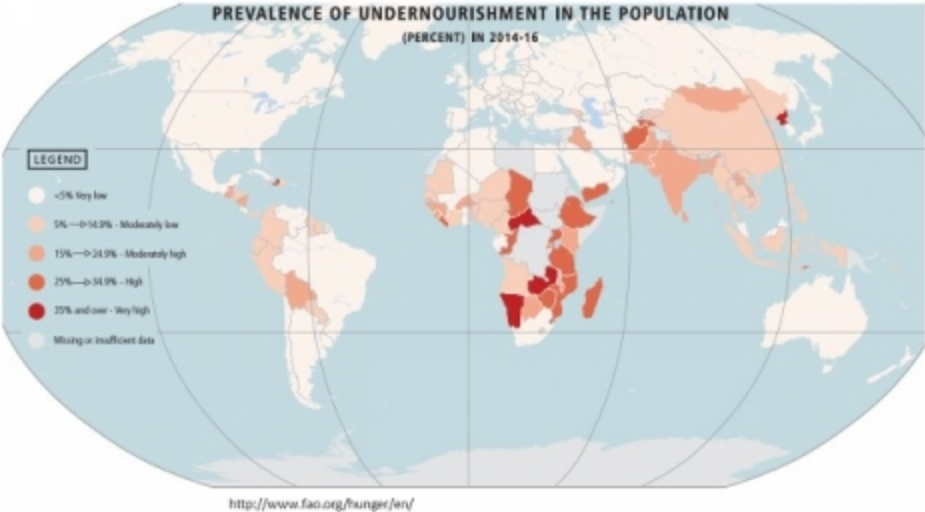 PREVALENCE OF UNDERNOURISHMENT IN THE POPULATION
(PERCENT) IN 2014-16
LEGEND
<5% Very low
5% —▷14.9% - Moderately low
15%—▷24.9% - Moderately high
25%—▷34.9% - High
35% and over - Very high
Missing or insufficient data
http://www.fao.org/hunger/en/